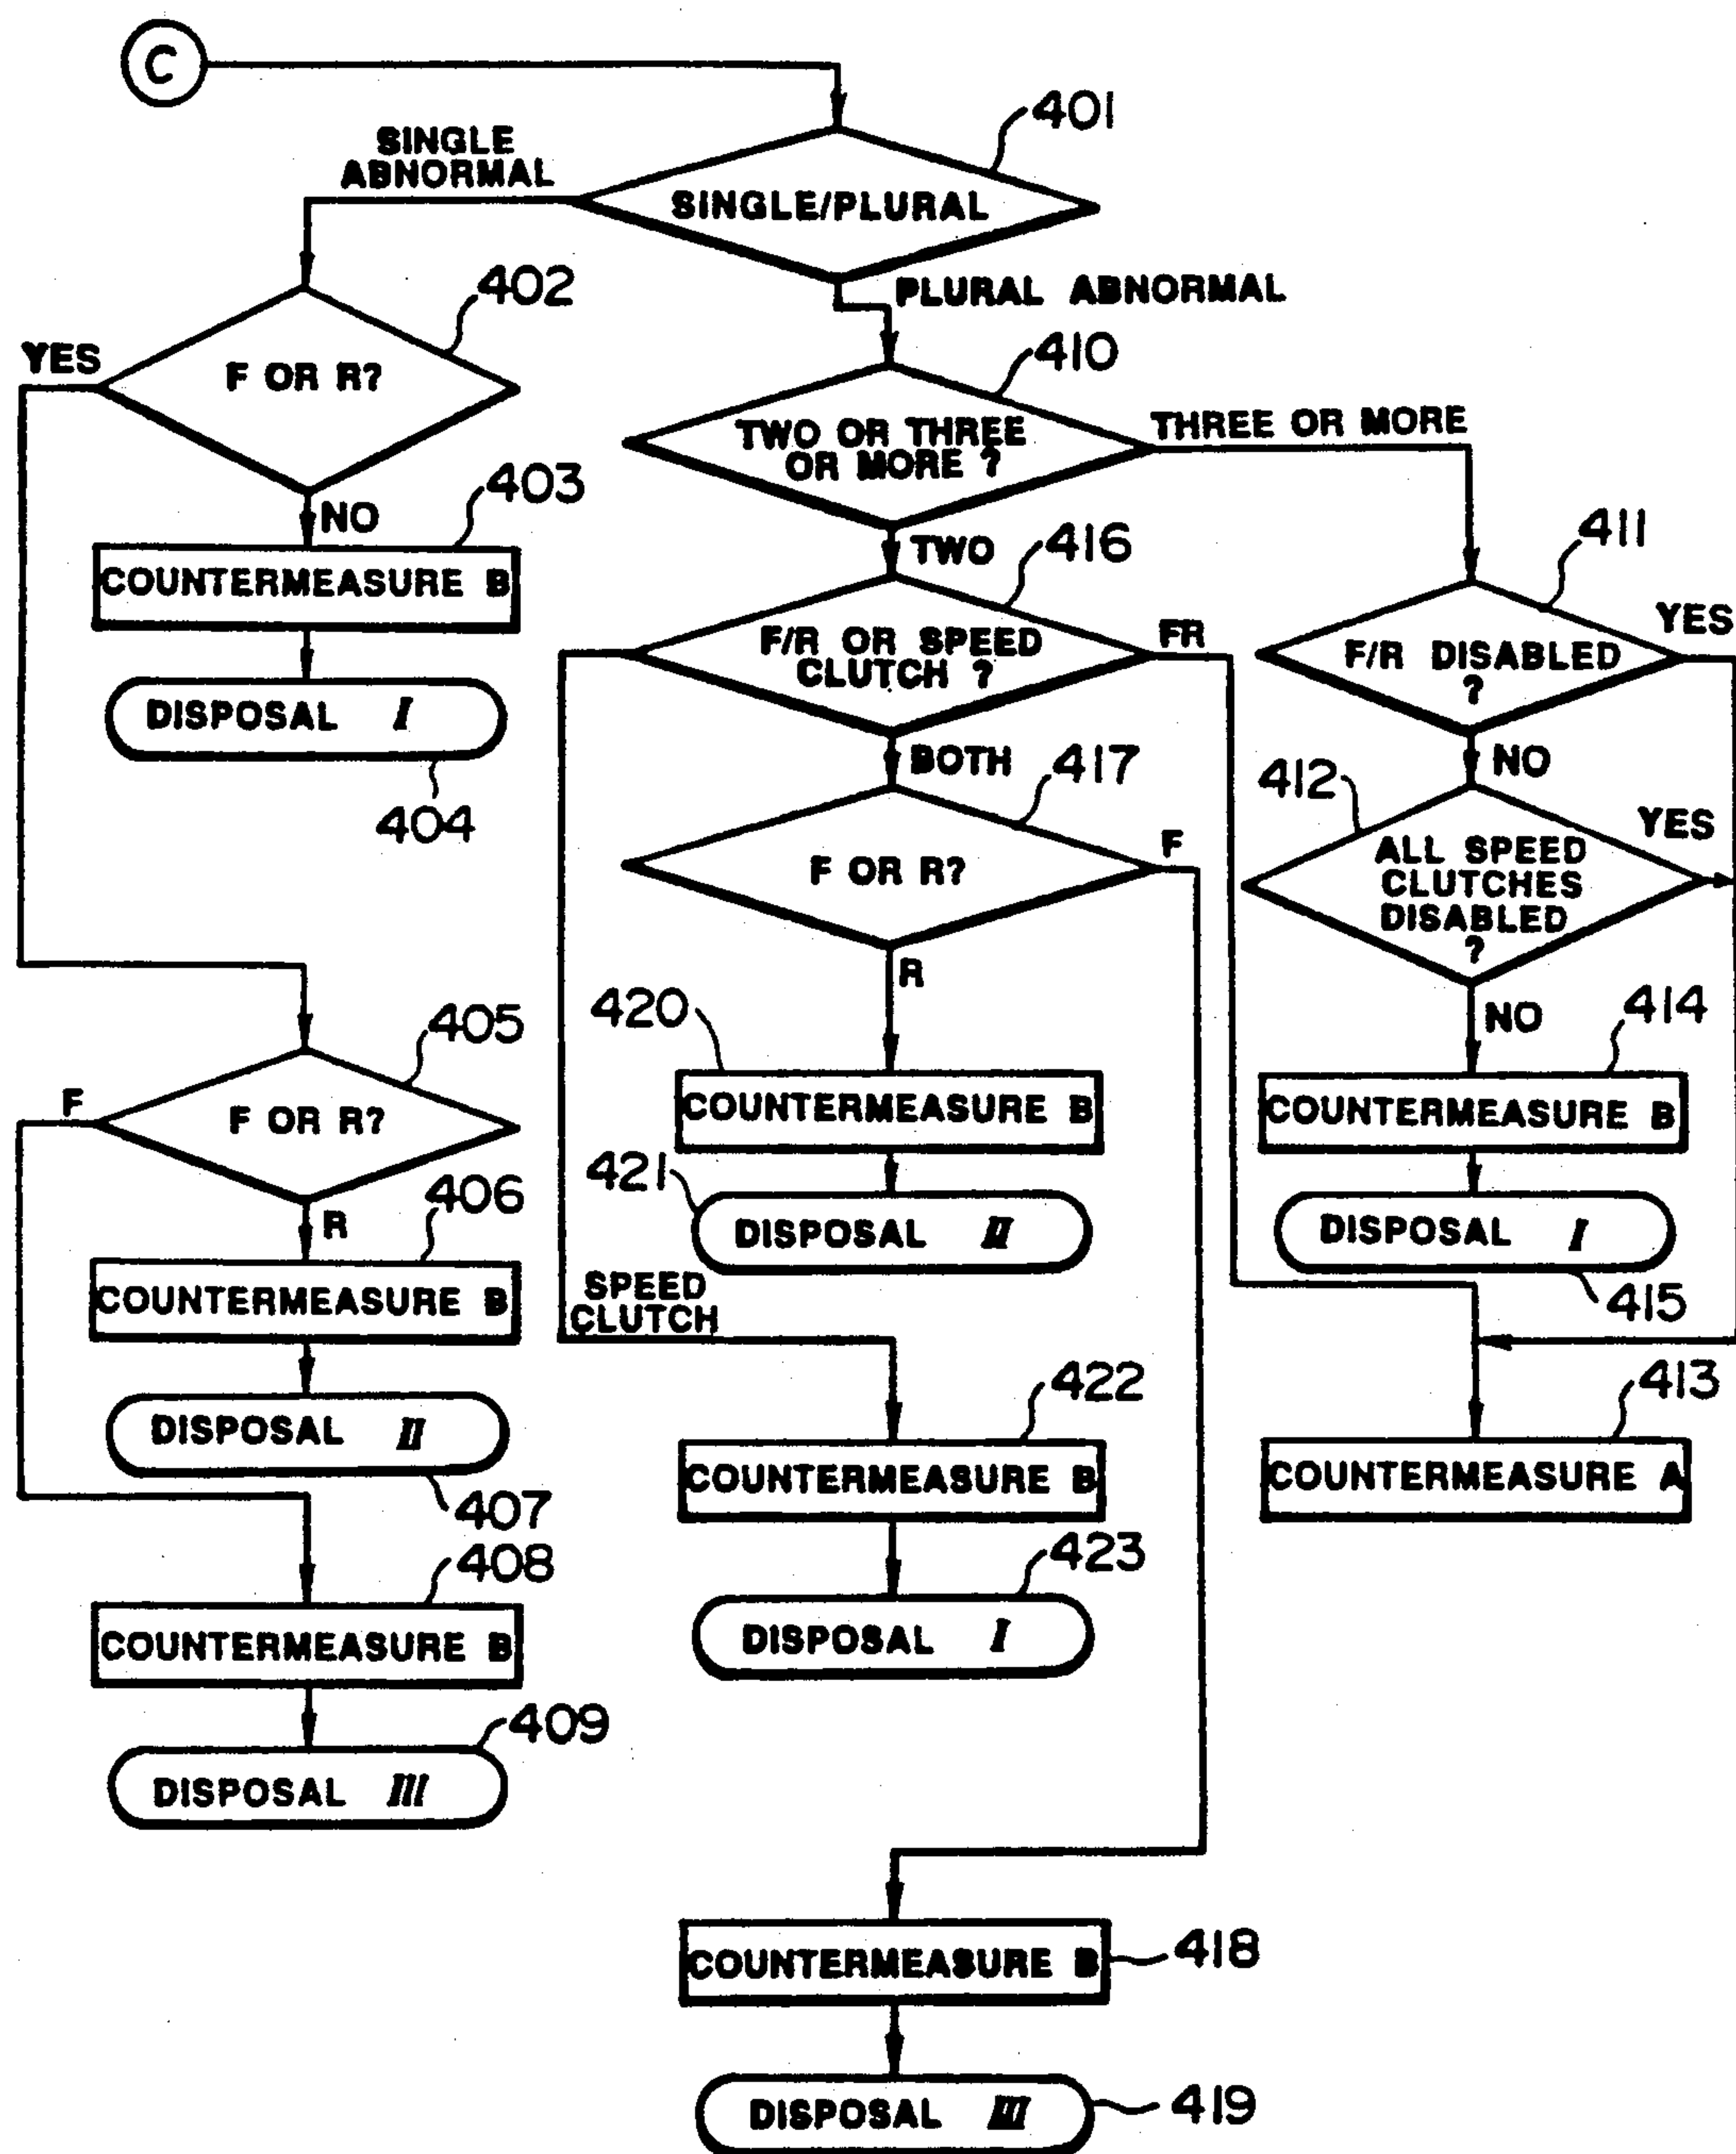 C
401
SINGLE
ABNORMAL
SINGLE/PLURAL
PLURAL ABNORMAL
402
YES
F OR R?
NO
403
COUNTERMEASURE B
DISPOSAL I
404
410
TWO OR THREE
OR MORE ?
THREE OR MORE
TWO
416
F/R OR SPEED
CLUTCH ?
FR
411
YES
F/R DISABLED
?
NO
BOTH
417
F OR R?
F
R
412
YES
ALL SPEED
CLUTCHES
DISABLED
?
NO
414
COUNTERMEASURE B
DISPOSAL I
415
405
F
F OR R?
R
406
COUNTERMEASURE B
DISPOSAL II
407
408
COUNTERMEASURE B
409
DISPOSAL III
420
COUNTERMEASURE B
421
DISPOSAL II
SPEED
CLUTCH
422
COUNTERMEASURE B
423
DISPOSAL I
413
COUNTERMEASURE A
COUNTERMEASURE B
418
DISPOSAL III
419